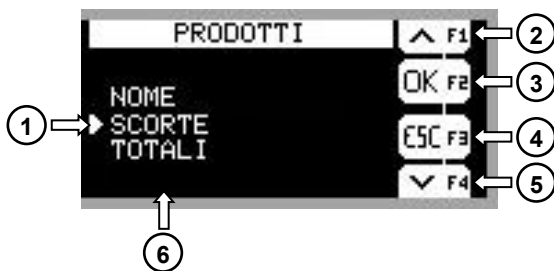 PRODOTTI
F1
2
OK F2
3
NOME
1
SCORTE
ESC F3
4
TOTALI
F4
5
6